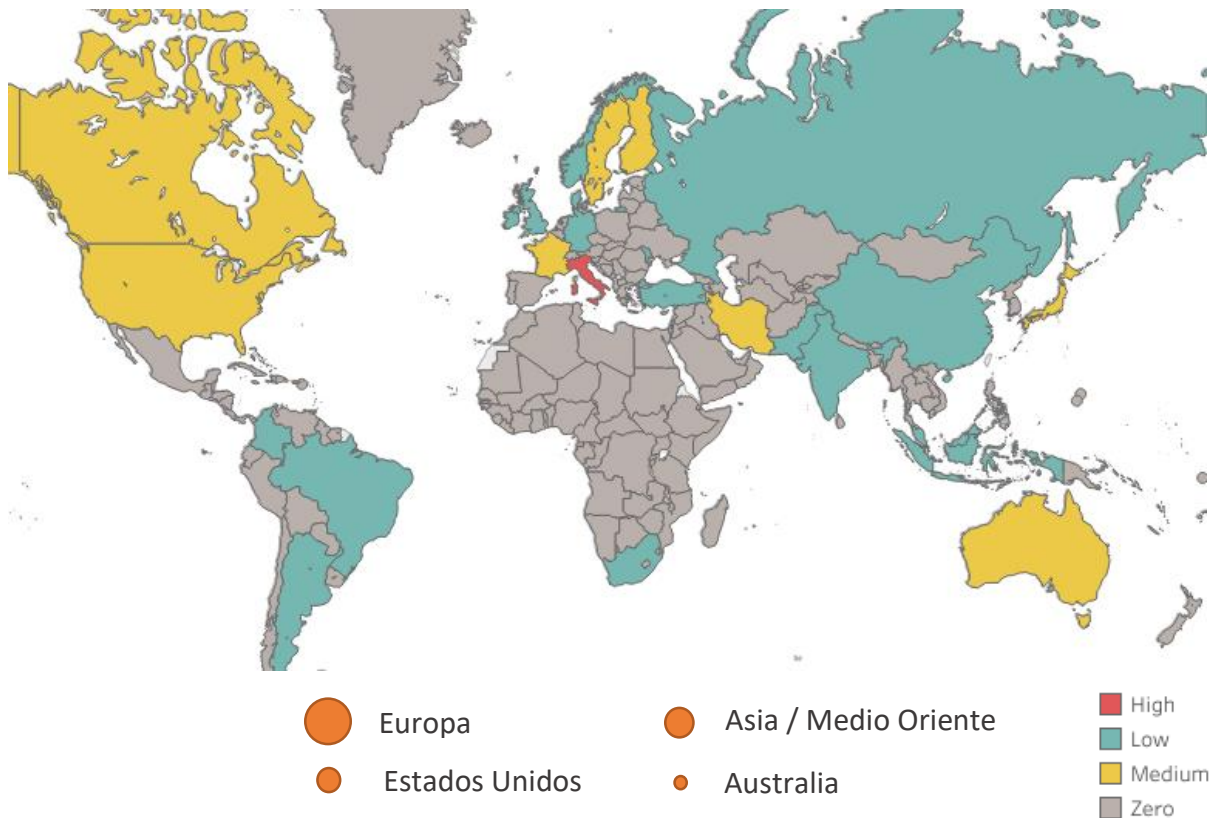 Europa
Asia / Medio Oriente
Estados Unidos
Australia
High
Low
Medium
Zero